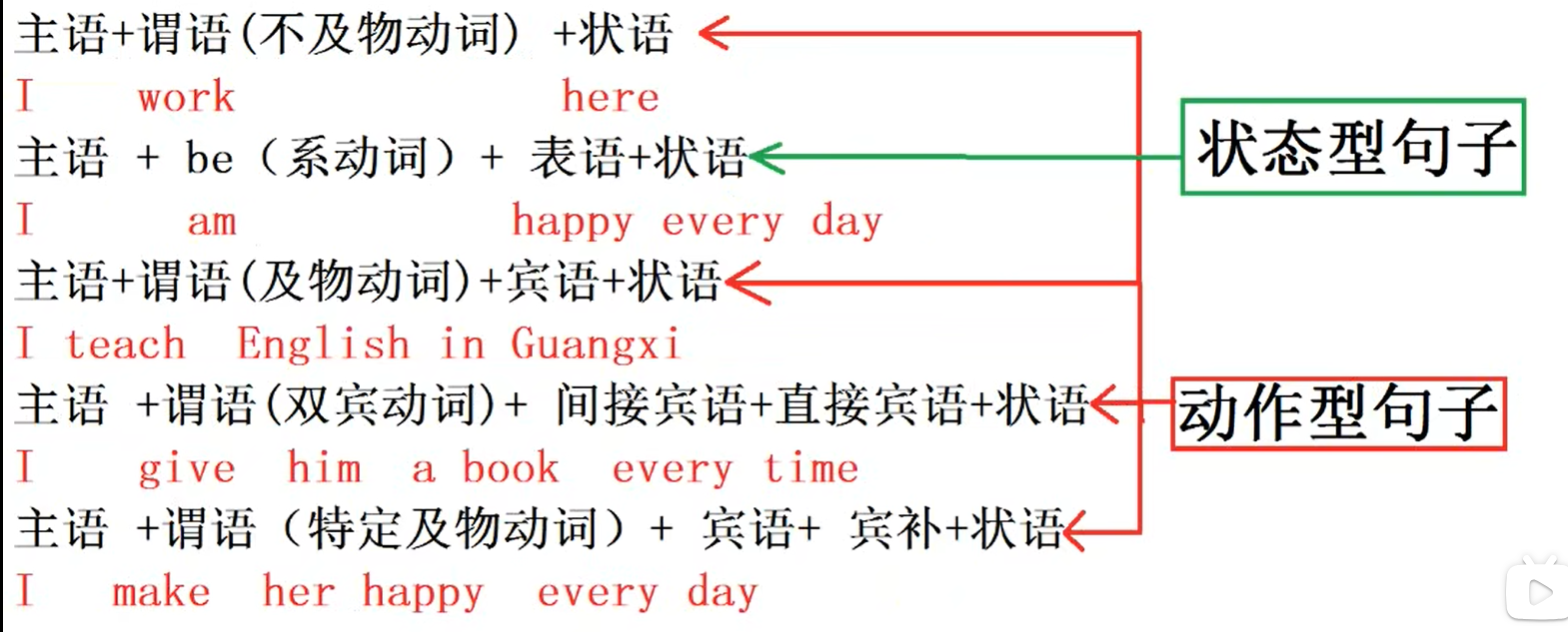 主语+谓语(不及物动词) +状语
I work here
主语 + be（系动词）+ 表语+状语
状态型句子
I am happy every day
主语+谓语(及物动词)+宾语+状语
I teach English in Guangxi
主语 +谓语(双宾动词)+ 间接宾语+直接宾语+状语
动作型句子
I give him a book every time
主语 +谓语（特定及物动词）+ 宾语+ 宾补+状语
I make her happy every day